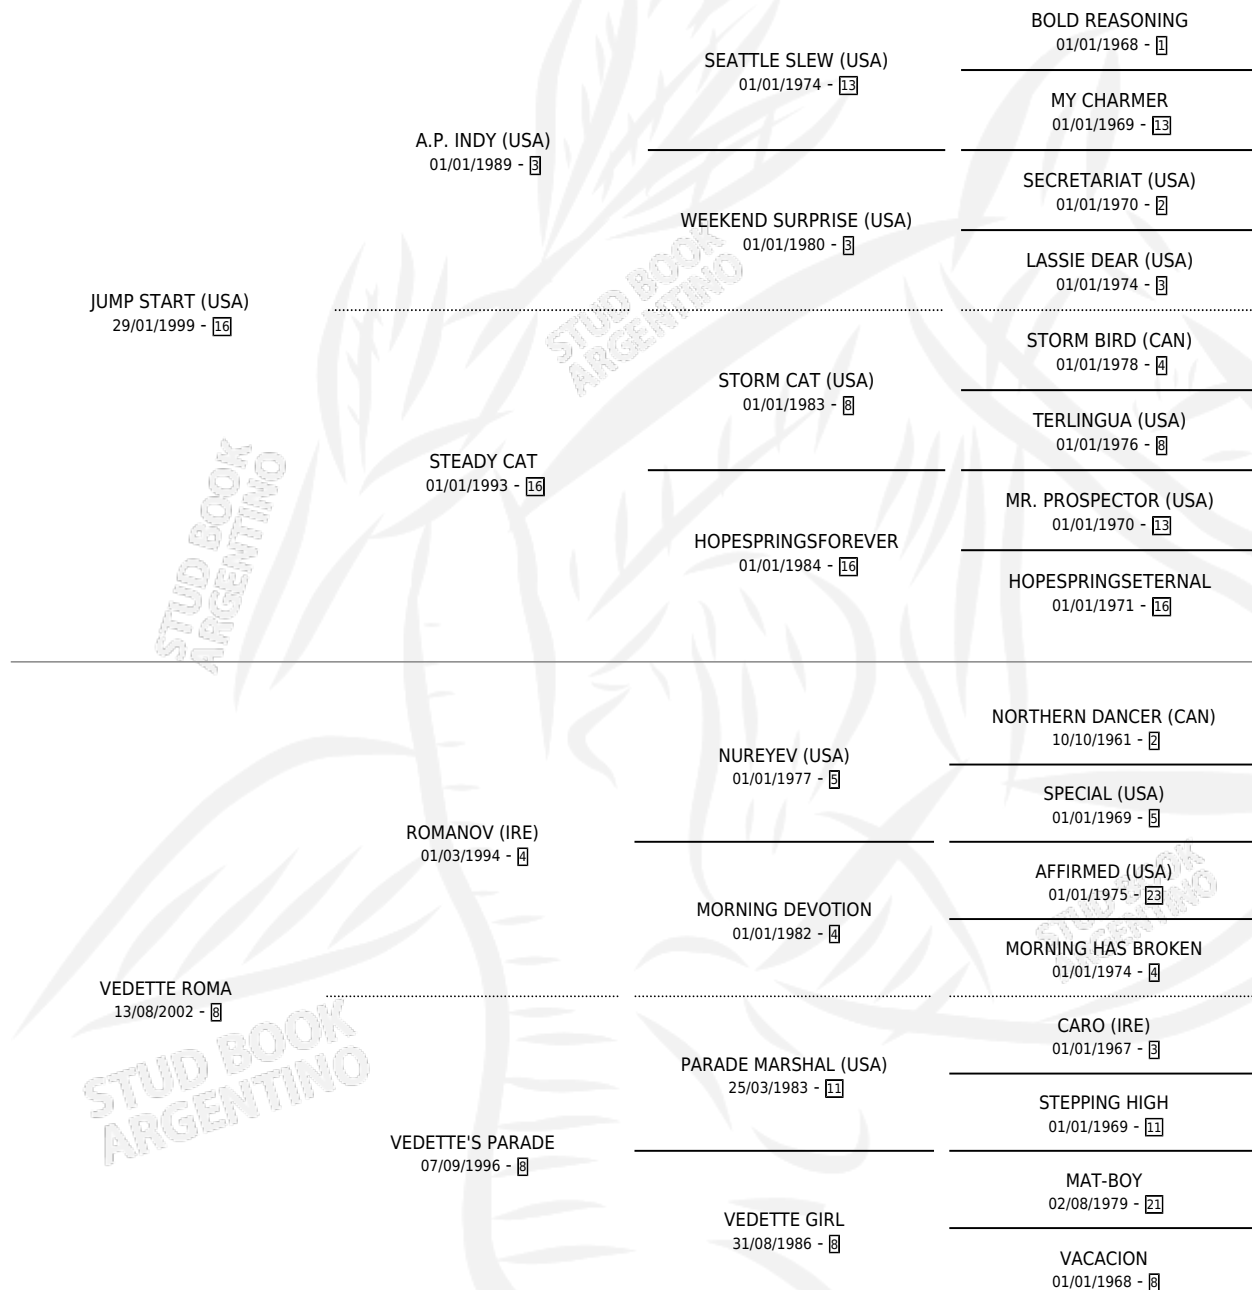 BOLD REASONING
01/01/1968 - 1
SEATTLE SLEW (USA)
01/01/1974 - 13
MY CHARMER
01/01/1969 - 13
A.P. INDY (USA)
01/01/1989 - 3
SECRETARIAT (USA)
01/01/1970 - 2
WEEKEND SURPRISE (USA)
01/01/1980 - 3
LASSIE DEAR (USA)
01/01/1974 - 3
JUMP START (USA)
29/01/1999 - 16
STORM BIRD (CAN)
01/01/1978 - 4
STORM CAT (USA)
01/01/1983 - 8
TERLINGUA (USA)
01/01/1976 - 8
STEADY CAT
01/01/1993 - 16
MR. PROSPECTOR (USA)
01/01/1970 - 13
HOPESPRINGSFOREVER
01/01/1984 - 16
HOPESPRINGSETERNAL
01/01/1971 - 16
NORTHERN DANCER (CAN)
10/10/1961 - 2
NUREYEV (USA)
01/01/1977 - 5
SPECIAL (USA)
01/01/1969 - 5
ROMANOV (IRE)
01/03/1994 - 4
AFFIRMED (USA)
01/01/1975 - 23
MORNING DEVOTION
01/01/1982 - 4
MORNING HAS BROKEN
01/01/1974 - 4
VEDETTE ROMA
13/08/2002 - 8
CARO (IRE)
01/01/1967 - 3
PARADE MARSHAL (USA)
25/03/1983 - 11
STEPPING HIGH
01/01/1969 - 11
VEDETTE'S PARADE
07/09/1996 - 8
MAT-BOY
02/08/1979 - 21
VEDETTE GIRL
31/08/1986 - 8
VACACION
01/01/1968 - 8
STUD BOOK
ARGENTINO
STUD BOOK
ARGENTINO
STUD BOOK
ARGENTINO
STUD BOOK
ARGENTINO